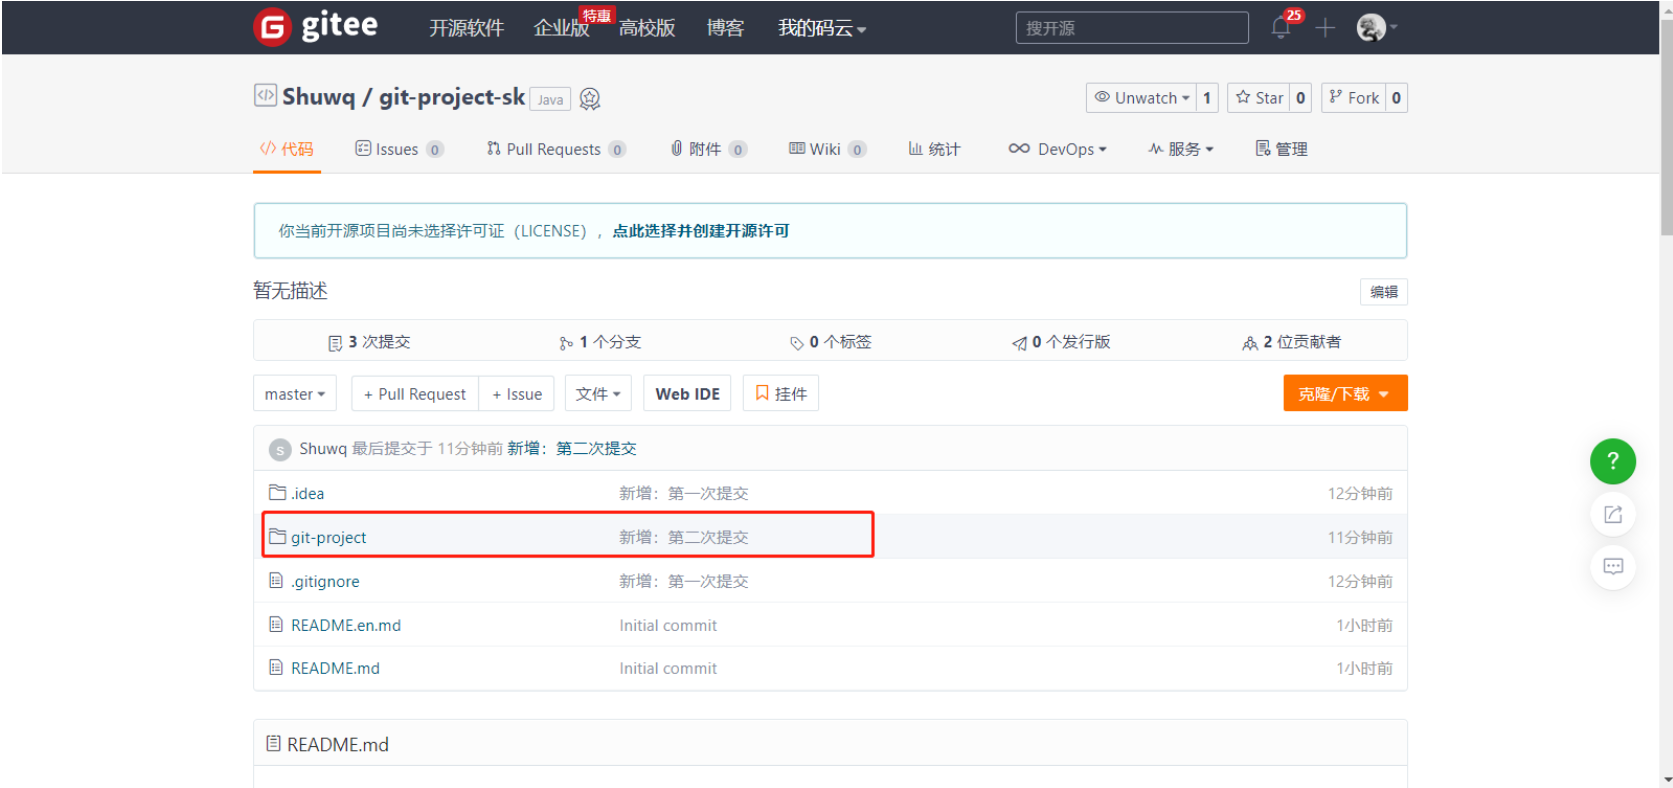 gitee 开源软件 企业版 特惠 高校版 博客 我的码云 搜开源 25
Shuwq / git-project-sk Java Unwatch 1 Star 0 Fork 0
代码 Issues 0 Pull Requests 0 附件 0 Wiki 0 统计 DevOps 服务 管理
你当前开源项目尚未选择许可证（LICENSE），点此选择并创建开源许可
暂无描述 编辑
3 次提交 1 个分支 0 个标签 0 个发行版 2 位贡献者
master + Pull Request + Issue 文件 Web IDE 挂件 克隆/下载
S Shuwq 最后提交于 11分钟前 新增：第二次提交
.idea 新增：第一次提交 12分钟前
git-project 新增：第二次提交 11分钟前
.gitignore 新增：第一次提交 12分钟前
README.en.md Initial commit 1小时前
README.md Initial commit 1小时前
README.md
?